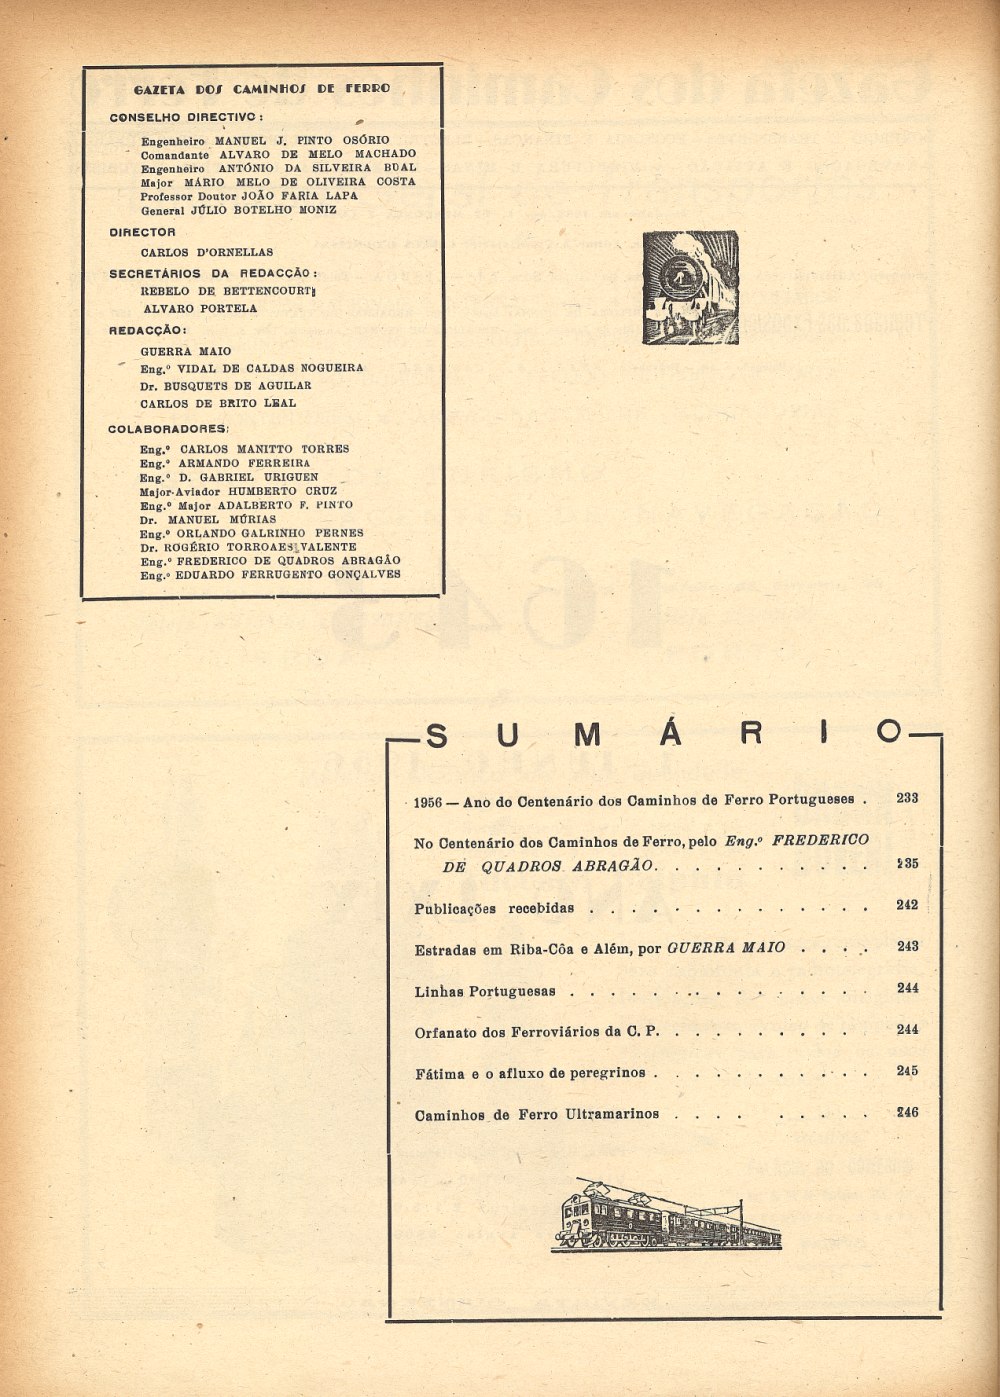 GAZETA DOS CAMINHOS DE FERRO
CONSELHO DIRECTIVO:
Engenheiro MANUEL J. PINTO OSÓRIO
Comandante ALVARO DE MELO MACHADO
Engenheiro ANTÓNIO DA SILVEIRA BUAL
Major MÁRIO MELO DE OLIVEIRA COSTA
Professor Doutor JOÃO FARIA LAPA
General JÚLIO BOTELHO MONIZ
DIRECTOR
CARLOS D'ORNELLAS
SECRETÁRIOS DA REDACÇÃO:
REBELO DE BETTENCOURT
ALVARO PORTELA
REDACÇÃO:
GUERRA MAIO
Eng.º VIDAL DE CALDAS NOGUEIRA
Dr. BUSQUETS DE AGUILAR
CARLOS DE BRITO LEAL
COLABORADORES:
Eng.º CARLOS MANITTO TORRES
Eng.º ARMANDO FERREIRA
Eng.º D. GABRIEL URIGUEN
Major-Aviador HUMBERTO CRUZ
Eng.º Major ADALBERTO F. PINTO
Dr. MANUEL MÚRIAS
Eng.º ORLANDO GALRINHO PERNES
Dr. ROGÉRIO TORROAES VALENTE
Eng.º FREDERICO DE QUADROS ABRAGÃO
Eng.º EDUARDO FERRUGENTO GONÇALVES
SUMÁRIO
1956 — Ano do Centenário dos Caminhos de Ferro Portugueses . 233
No Centenário dos Caminhos de Ferro, pelo Eng.º FREDERICO
DE QUADROS ABRAGÃO. . . . . . . . . . . 235
Publicações recebidas . . . . . . . . . . . . . . 242
Estradas em Riba-Côa e Além, por GUERRA MAIO . . . . 243
Linhas Portuguesas . . . . . . . . . . . . . . 244
Orfanato dos Ferroviários da C. P. . . . . . . . . . 244
Fátima e o afluxo de peregrinos . . . . . . . . . . . 245
Caminhos de Ferro Ultramarinos . . . . . . . . . 246